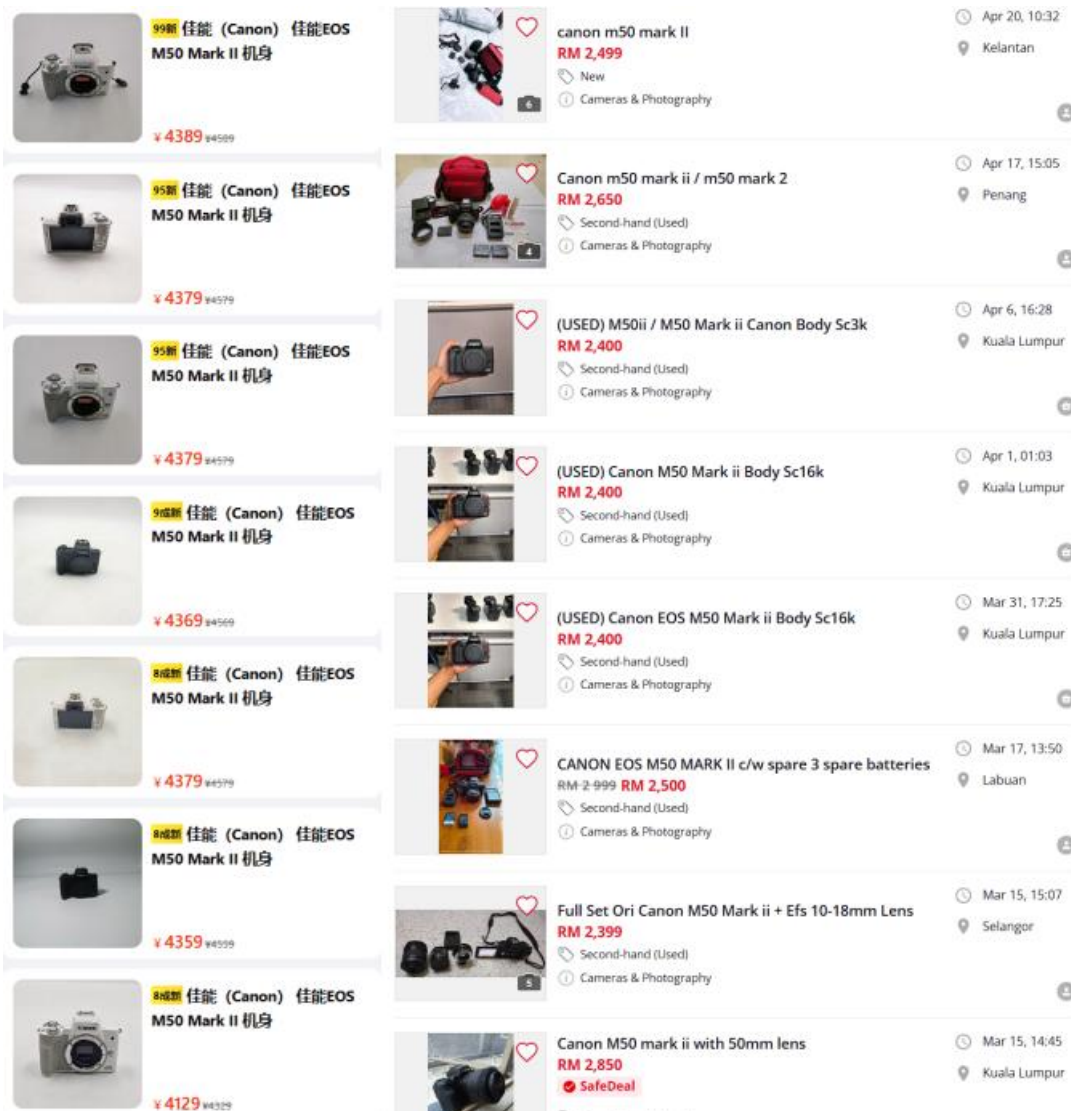 99新 佳能（Canon） 佳能EOS
M50 Mark II 机身
¥ 4389 ¥4589
95新 佳能（Canon） 佳能EOS
M50 Mark II 机身
¥ 4379 ¥4579
95新 佳能（Canon） 佳能EOS
M50 Mark II 机身
¥ 4379 ¥4579
9成新 佳能（Canon） 佳能EOS
M50 Mark II 机身
¥ 4369 ¥4569
8成新 佳能（Canon） 佳能EOS
M50 Mark II 机身
¥ 4379 ¥4579
8成新 佳能（Canon） 佳能EOS
M50 Mark II 机身
¥ 4359 ¥4559
8成新 佳能（Canon） 佳能EOS
M50 Mark II 机身
¥ 4129 ¥4329
canon m50 mark II
RM 2,499
New
Cameras & Photography
6
Apr 20, 10:32
Kelantan
Canon m50 mark ii / m50 mark 2
RM 2,650
Second-hand (Used)
Cameras & Photography
4
Apr 17, 15:05
Penang
(USED) M50ii / M50 Mark ii Canon Body Sc3k
RM 2,400
Second-hand (Used)
Cameras & Photography
Apr 6, 16:28
Kuala Lumpur
(USED) Canon M50 Mark ii Body Sc16k
RM 2,400
Second-hand (Used)
Cameras & Photography
Apr 1, 01:03
Kuala Lumpur
(USED) Canon EOS M50 Mark ii Body Sc16k
RM 2,400
Second-hand (Used)
Cameras & Photography
Mar 31, 17:25
Kuala Lumpur
CANON EOS M50 MARK II c/w spare 3 spare batteries
RM 2 999 RM 2,500
Second-hand (Used)
Cameras & Photography
Mar 17, 13:50
Labuan
Full Set Ori Canon M50 Mark ii + Efs 10-18mm Lens
RM 2,399
Second-hand (Used)
Cameras & Photography
5
Mar 15, 15:07
Selangor
Canon M50 mark ii with 50mm lens
RM 2,850
SafeDeal
Mar 15, 14:45
Kuala Lumpur